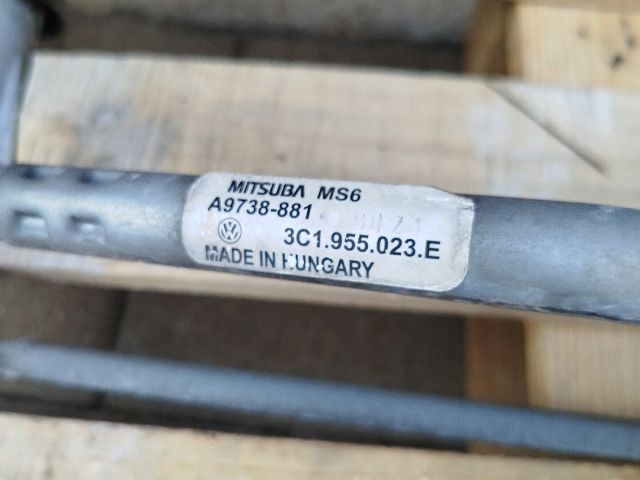 MITSUBA MS6
A9738-881
3C1.955.023.E
MADE IN HUNGARY